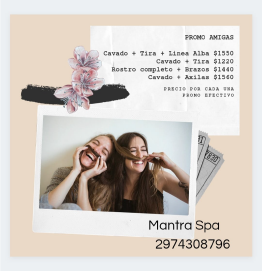 PROMO AMIGAS
Cavado + Tira + Linea Alba $1550
Cavado + Tira $1220
Rostro completo + Brazos $1440
Cavado + Axilas $1560
PRECIO POR CADA UNA
PROMO EFECTIVO
Mantra Spa
2974308796